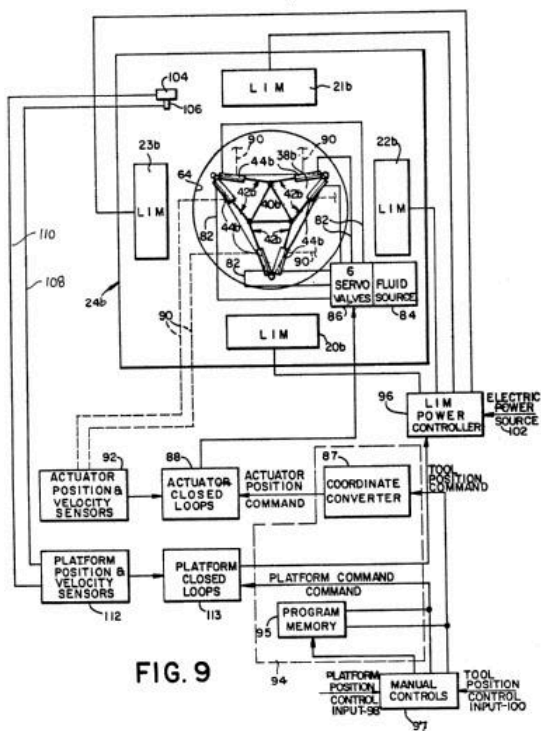 104
106
LIM
21b
23b
LIM
22b
LIM
90
90
38b
44b
64
42b
42b
40b
82
44b
42b
44b
82
90
82
110
108
24b
90
6 SERVO VALVES
FLUID SOURCE
86
84
LIM
20b
96
LIM POWER CONTROLLER
ELECTRIC POWER
SOURCE
102
92
88
87
ACTUATOR POSITION & VELOCITY SENSORS
ACTUATOR CLOSED LOOPS
ACTUATOR POSITION COMMAND
COORDINATE CONVERTER
TOOL POSITION COMMAND
PLATFORM POSITION & VELOCITY SENSORS
PLATFORM CLOSED LOOPS
PLATFORM COMMAND
COMMAND
112
113
95
PROGRAM MEMORY
94
FIG. 9
PLATFORM POSITION
CONTROL INPUT-98
MANUAL CONTROLS
97
TOOL POSITION
CONTROL INPUT-100